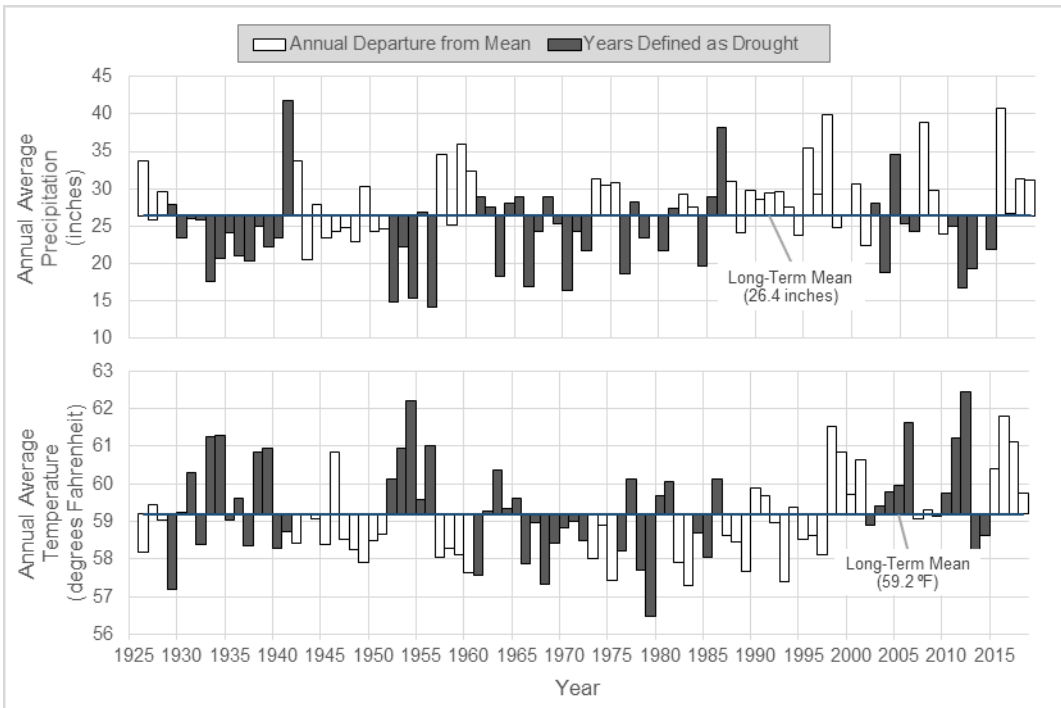 Annual Departure from Mean Years Defined as Drought
Annual Average
Precipitation
(inches)
45
40
35
30
25
20
15
10
Long-Term Mean
(26.4 inches)
Annual Average
Temperature
(degrees Fahrenheit)
63
62
61
60
59
58
57
56
Long-Term Mean
(59.2 ºF)
1925 1930 1935 1940 1945 1950 1955 1960 1965 1970 1975 1980 1985 1990 1995 2000 2005 2010 2015
Year